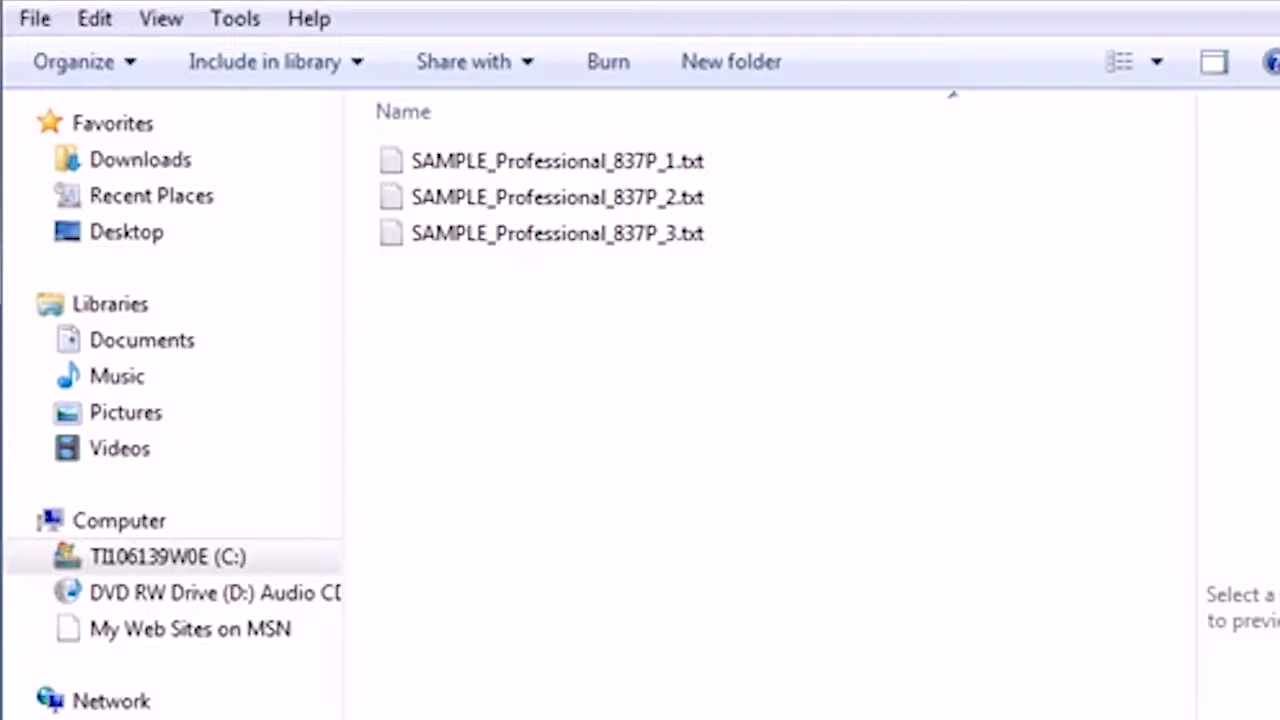 File Edit View Tools Help
Organize Include in library Share with Burn New folder
Favorites
Downloads
Recent Places
Desktop
Libraries
Documents
Music
Pictures
Videos
Computer
TI106139W0E (C:)
DVD RW Drive (D:) Audio CD
My Web Sites on MSN
Network
Name
SAMPLE_Professional_837P_1.txt
SAMPLE_Professional_837P_2.txt
SAMPLE_Professional_837P_3.txt
Select a
to previe